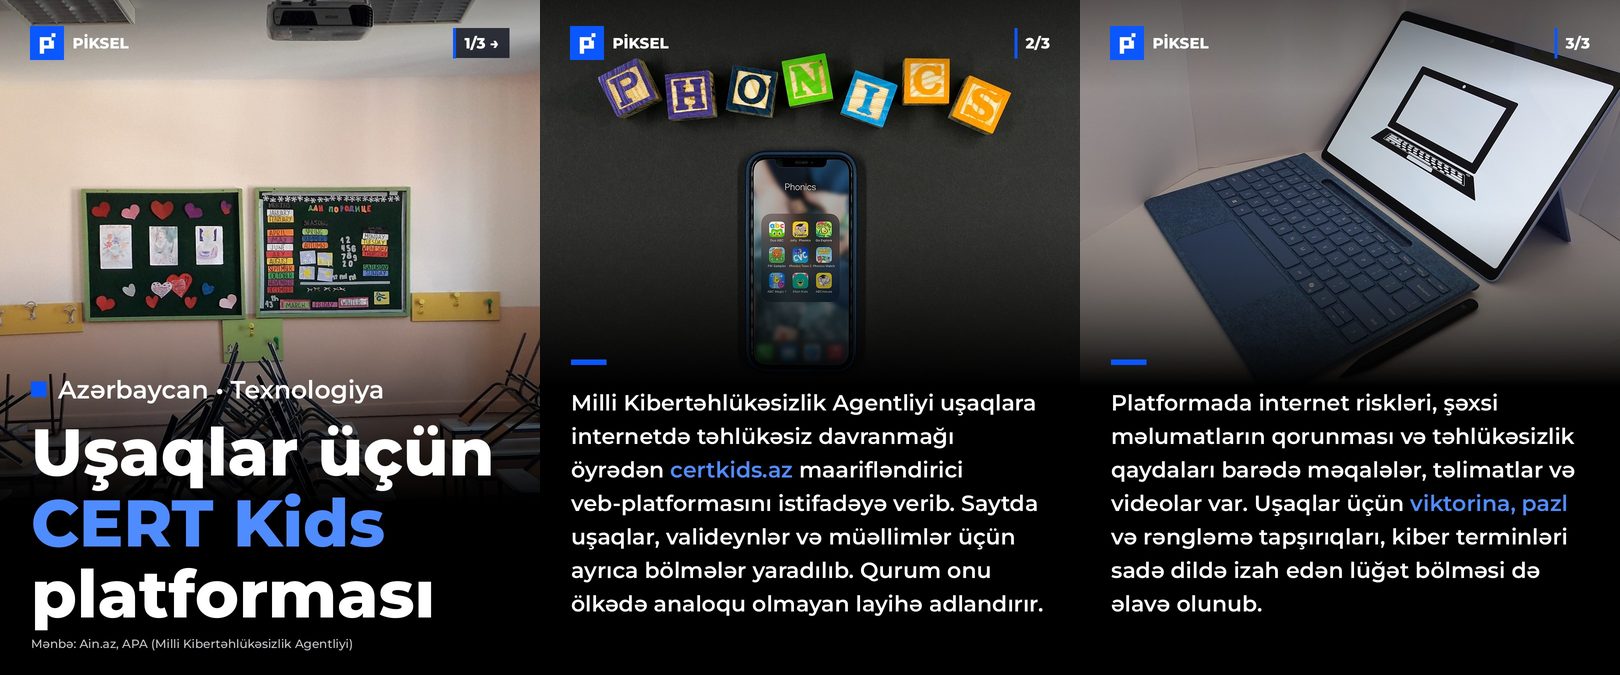 PİKSEL
1/3 →
Azərbaycan • Texnologiya
Uşaqlar üçün
CERT Kids
platforması
Mənbə: Ain.az, APA (Milli Kibertəhlükəsizlik Agentliyi)
PİKSEL
2/3
PHONICS
Phonics
Milli Kibertəhlükəsizlik Agentliyi uşaqlara
internetdə təhlükəsiz davranmağı
öyrədən certkids.az maarifləndirici
veb-platformasını istifadəyə verib. Saytda
uşaqlar, valideynlər və müəllimlər üçün
ayrıca bölmələr yaradılıb. Qurum onu
ölkədə analoqu olmayan layihə adlandırır.
PİKSEL
3/3
Platformada internet riskləri, şəxsi
məlumatların qorunması və təhlükəsizlik
qaydaları barədə məqalələr, təlimatlar və
videolar var. Uşaqlar üçün viktorina, pazl
və rəngləmə tapşırıqları, kiber terminləri
sadə dildə izah edən lüğət bölməsi də
əlavə olunub.